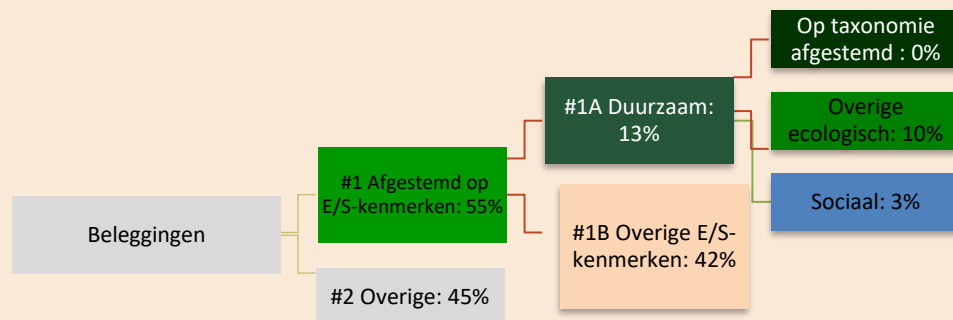 Beleggingen
#1 Afgestemd op
E/S-kenmerken: 55%
#2 Overige: 45%
#1A Duurzaam:
13%
#1B Overige E/S-
kenmerken: 42%
Op taxonomie
afgestemd : 0%
Overige
ecologisch: 10%
Sociaal: 3%